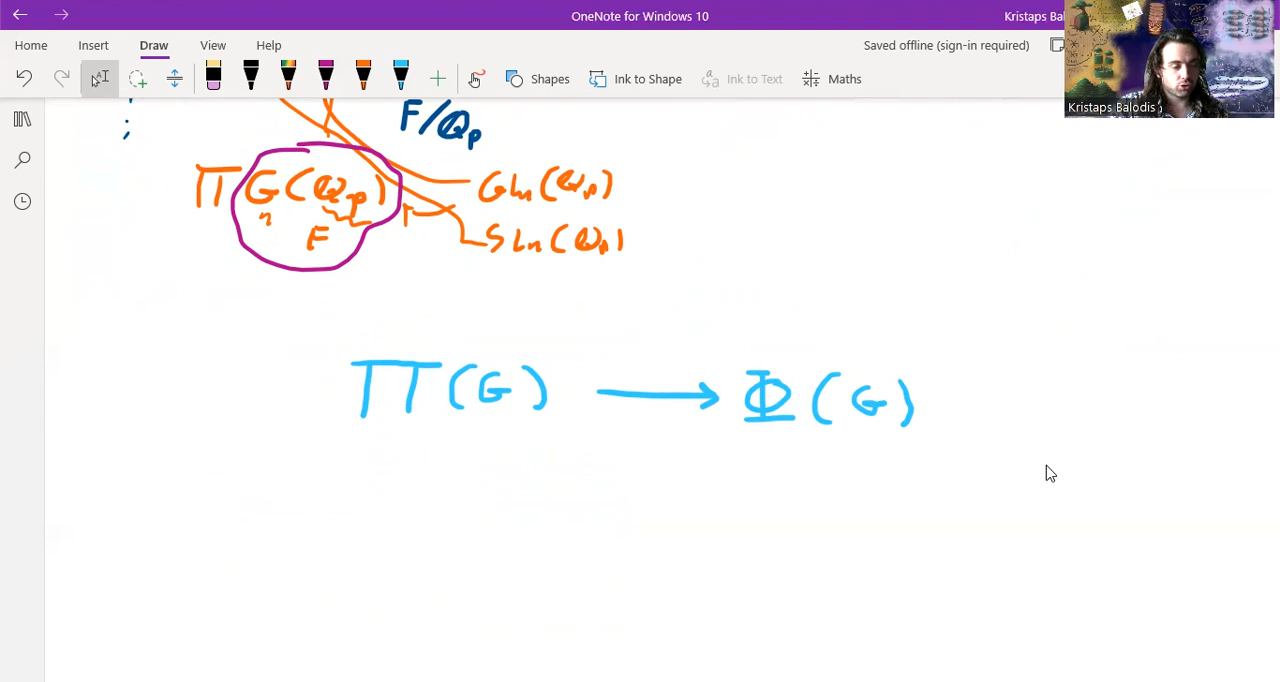 OneNote for Windows 10
Kristaps Bal
Home Insert Draw View Help
Saved offline (sign-in required)
Shapes Ink to Shape Ink to Text Maths
Kristaps Balodis
;
F/ℚp
Π G(ℚp)
n
F
GLn(ℚp)
SLn(ℚp)
Π(G) → Φ(G)